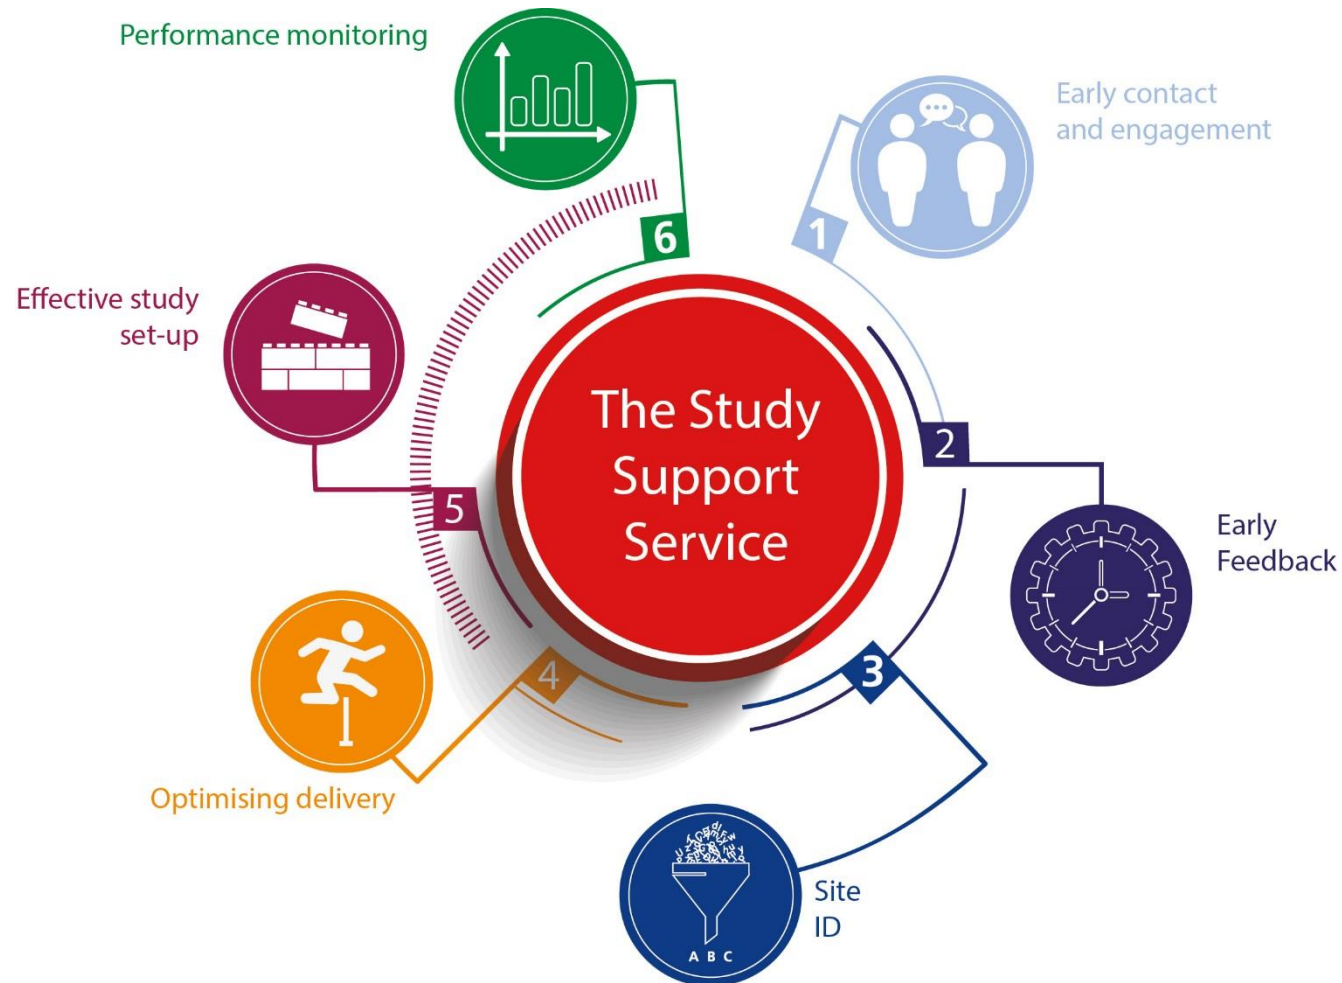 Performance monitoring
Early contact
and engagement
1
6
Effective study
set-up
The Study
Support
Service
2
5
Early
Feedback
3
4
Optimising delivery
Site
ID
A B C